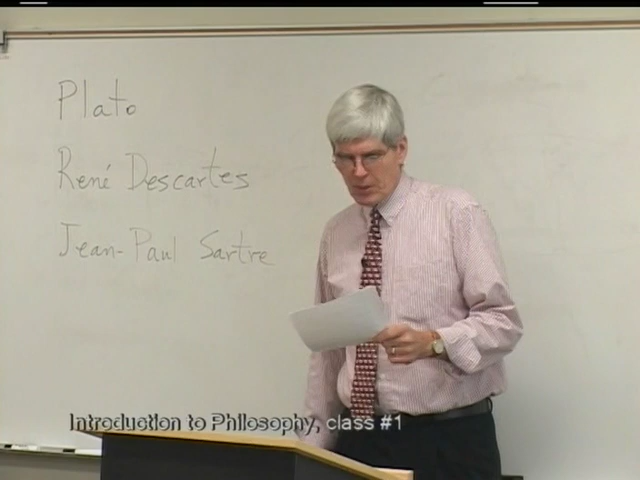 Plato
René Descartes
Jean-Paul Sartre
Introduction to Philosophy, class #1